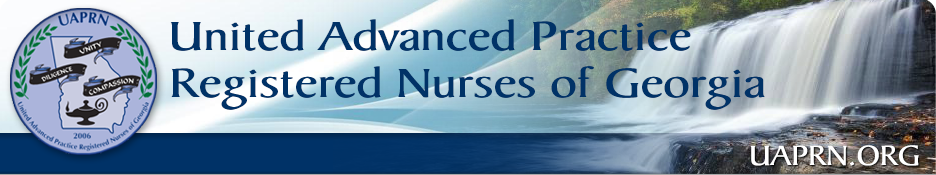 UAPRN
UNITY
DILIGENCE
COMPASSION
2006
United Advanced Practice Registered Nurses of Georgia
United Advanced Practice
Registered Nurses of Georgia
UAPRN.ORG